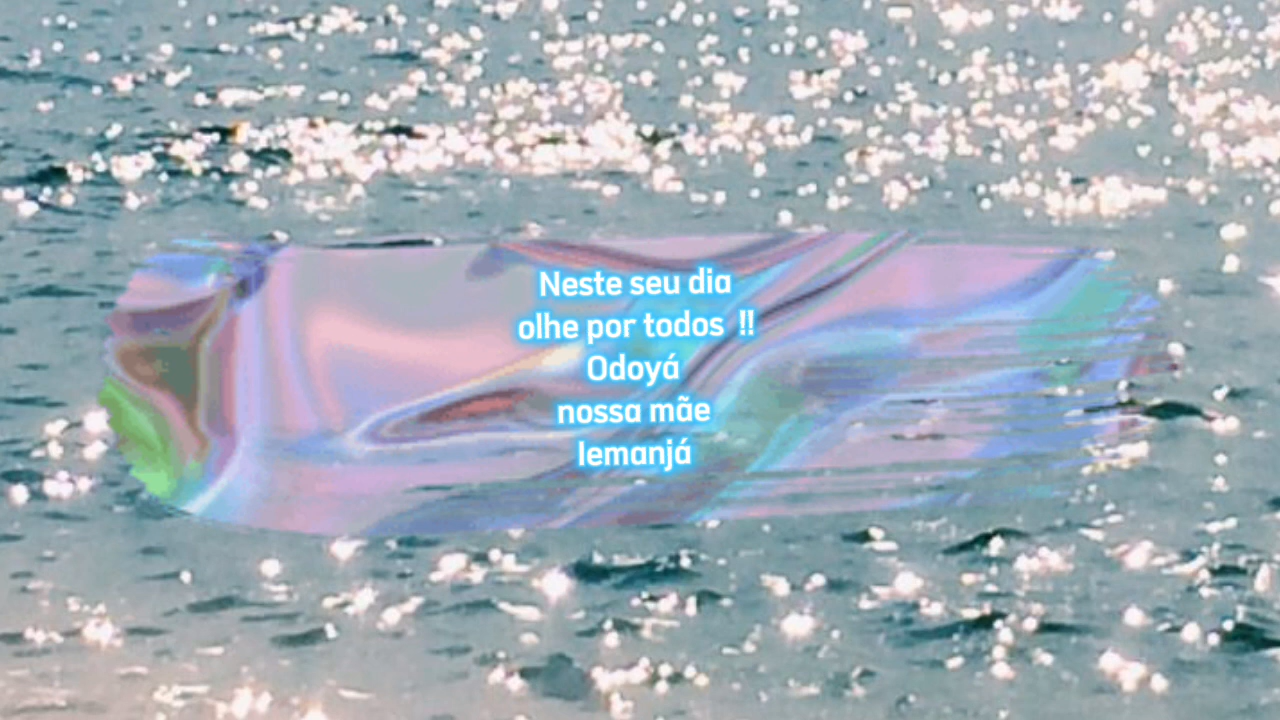 Neste seu dia
olhe por todos !!
Odoyá
nossa mãe
Iemanjá